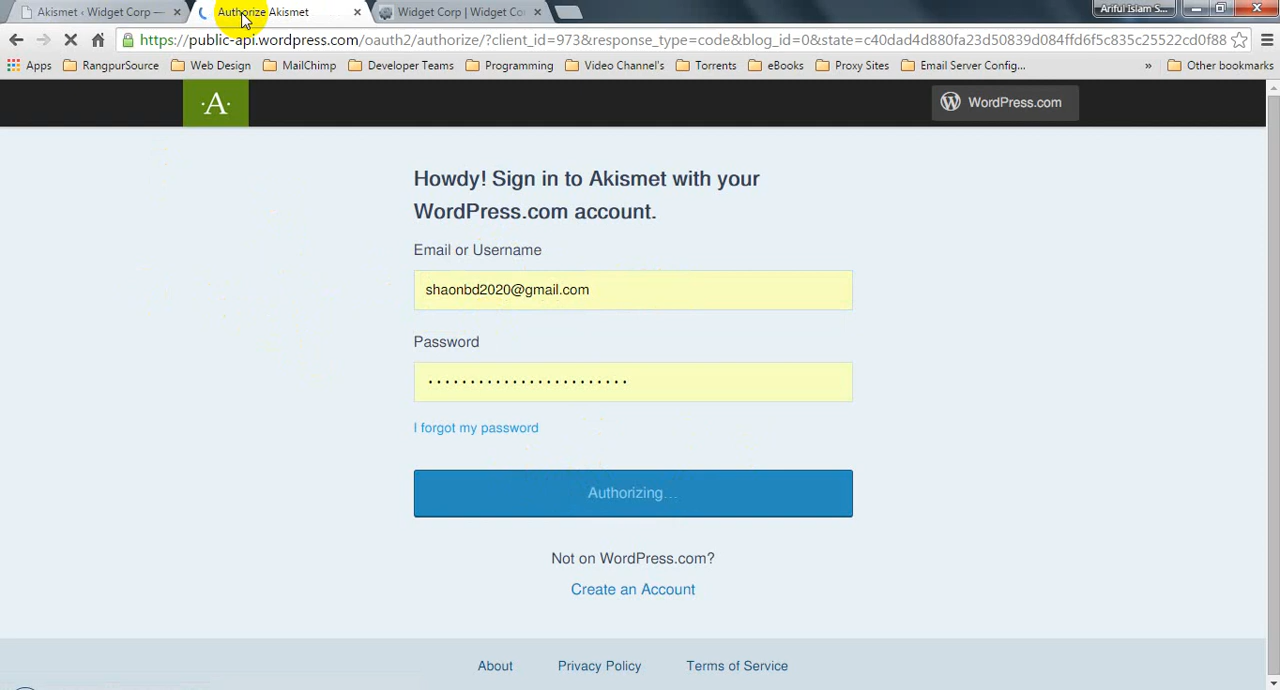 Akismet ‹ Widget Corp —
Authorize Akismet
Widget Corp | Widget Co
Ariful Islam S...
https://public-api.wordpress.com/oauth2/authorize/?client_id=973&response_type=code&blog_id=0&state=c40dad4d880fa23d50839d084ffd6f5c835c25522cd0f88
Apps
RangpurSource
Web Design
MailChimp
Developer Teams
Programming
Video Channel's
Torrents
eBooks
Proxy Sites
Email Server Config...
»
Other bookmarks
·A·
WordPress.com
Howdy! Sign in to Akismet with your
WordPress.com account.
Email or Username
shaonbd2020@gmail.com
Password
I forgot my password
Authorizing...
Not on WordPress.com?
Create an Account
About
Privacy Policy
Terms of Service